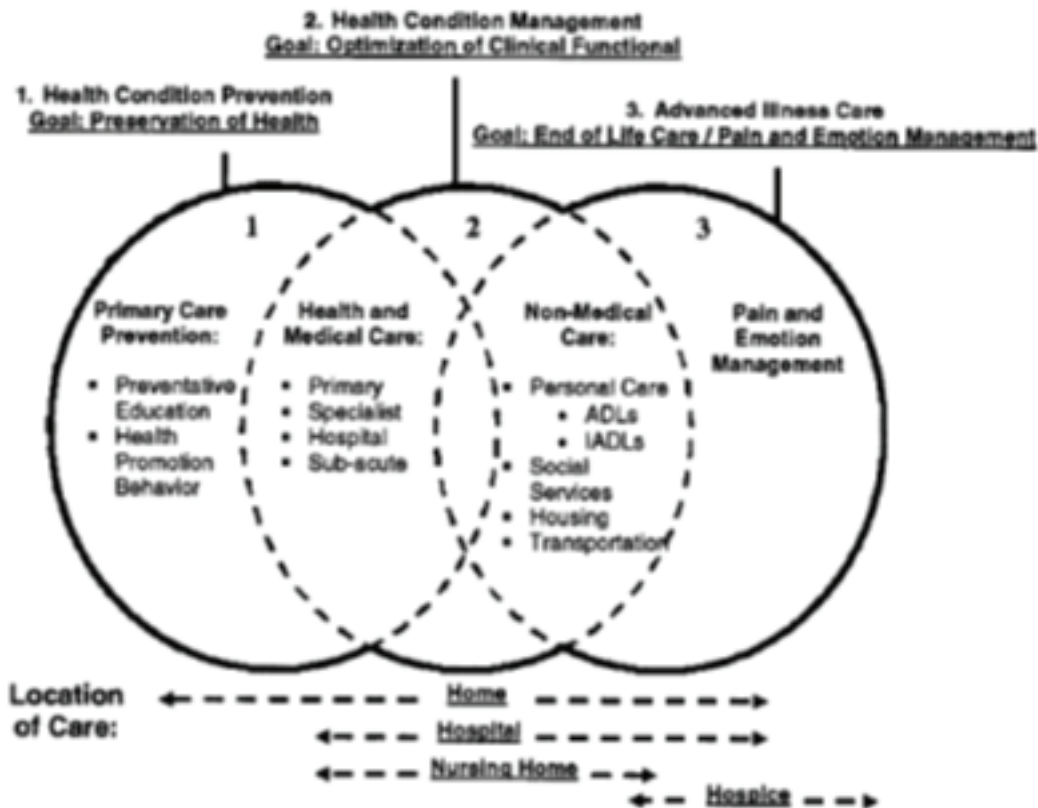 2. Health Condition Management
Goal: Optimization of Clinical Functional
1. Health Condition Prevention
Goal: Preservation of Health
3. Advanced Illness Care
Goal: End of Life Care / Pain and Emotion Management
1
2
3
Primary Care
Prevention:
• Preventative
Education
• Health
Promotion
Behavior
Health and
Medical Care:
• Primary
• Specialist
• Hospital
• Sub-acute
Non-Medical
Care:
• Personal Care
• ADLs
• IADLs
• Social
Services
• Housing
• Transportation
Pain and
Emotion
Management
Location
of Care:
Home
Hospital
Nursing Home
Hospice